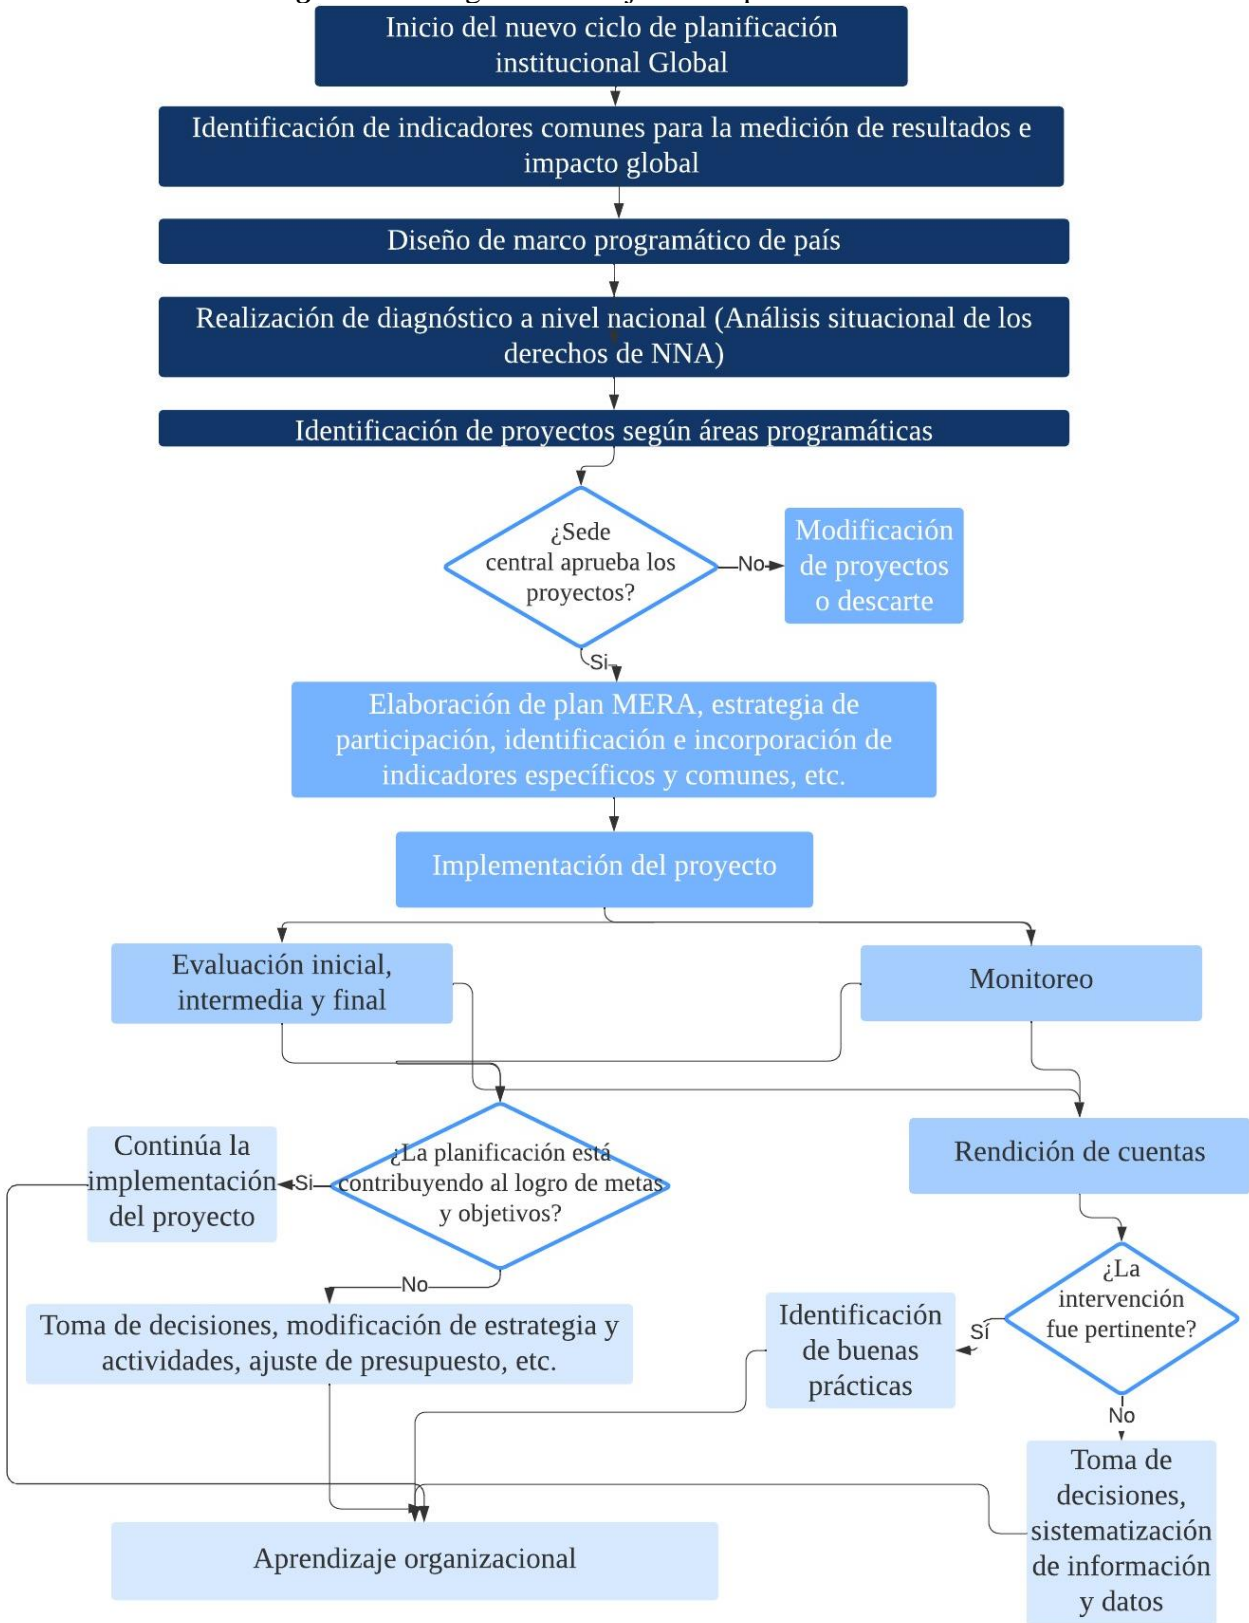 Inicio del nuevo ciclo de planificación
institucional Global
Identificación de indicadores comunes para la medición de resultados e
impacto global
Diseño de marco programático de país
Realización de diagnóstico a nivel nacional (Análisis situacional de los
derechos de NNA)
Identificación de proyectos según áreas programáticas
¿Sede
central aprueba los
proyectos?
No
Modificación
de proyectos
o descarte
Si
Elaboración de plan MERA, estrategia de
participación, identificación e incorporación de
indicadores específicos y comunes, etc.
Implementación del proyecto
Evaluación inicial,
intermedia y final
Monitoreo
Continúa la
implementación
del proyecto
Si
¿La planificación está
contribuyendo al logro de metas
y objetivos?
Rendición de cuentas
No
Toma de decisiones, modificación de estrategia y
actividades, ajuste de presupuesto, etc.
Identificación
de buenas
prácticas
Sí
¿La
intervención
fue pertinente?
No
Toma de
decisiones,
sistematización
de información
y datos
Aprendizaje organizacional